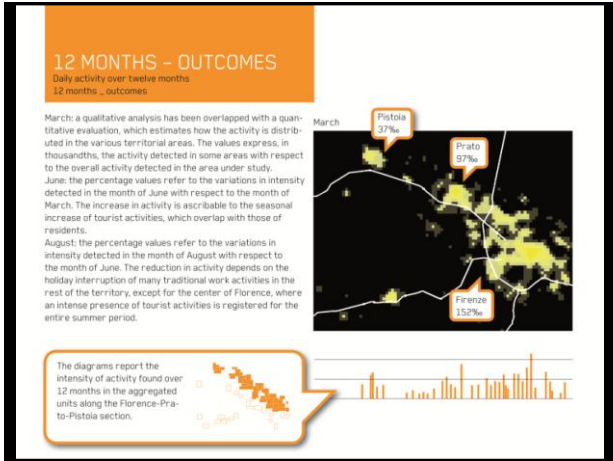 12 MONTHS – OUTCOMES
Daily activity over twelve months
12 months _ outcomes
March: a qualitative analysis has been overlapped with a quan-
titative evaluation, which estimates how the activity is distrib-
uted in the various territorial areas. The values express, in
thousandths, the activity detected in some areas with respect
to the overall activity detected in the area under study.
June: the percentage values refer to the variations in intensity
detected in the month of June with respect to the month of
March. The increase in activity is ascribable to the seasonal
increase of tourist activities, which overlap with those of
residents.
August: the percentage values refer to the variations in
intensity detected in the month of August with respect to
the month of June. The reduction in activity depends on the
holiday interruption of many traditional work activities in the
rest of the territory, except for the center of Florence, where
an intense presence of tourist activities is registered for the
entire summer period.
March
Pistoia
37‰
Prato
97‰
Firenze
152‰
The diagrams report the
intensity of activity found over
12 months in the aggregated
units along the Florence-Pra-
to-Pistoia section.